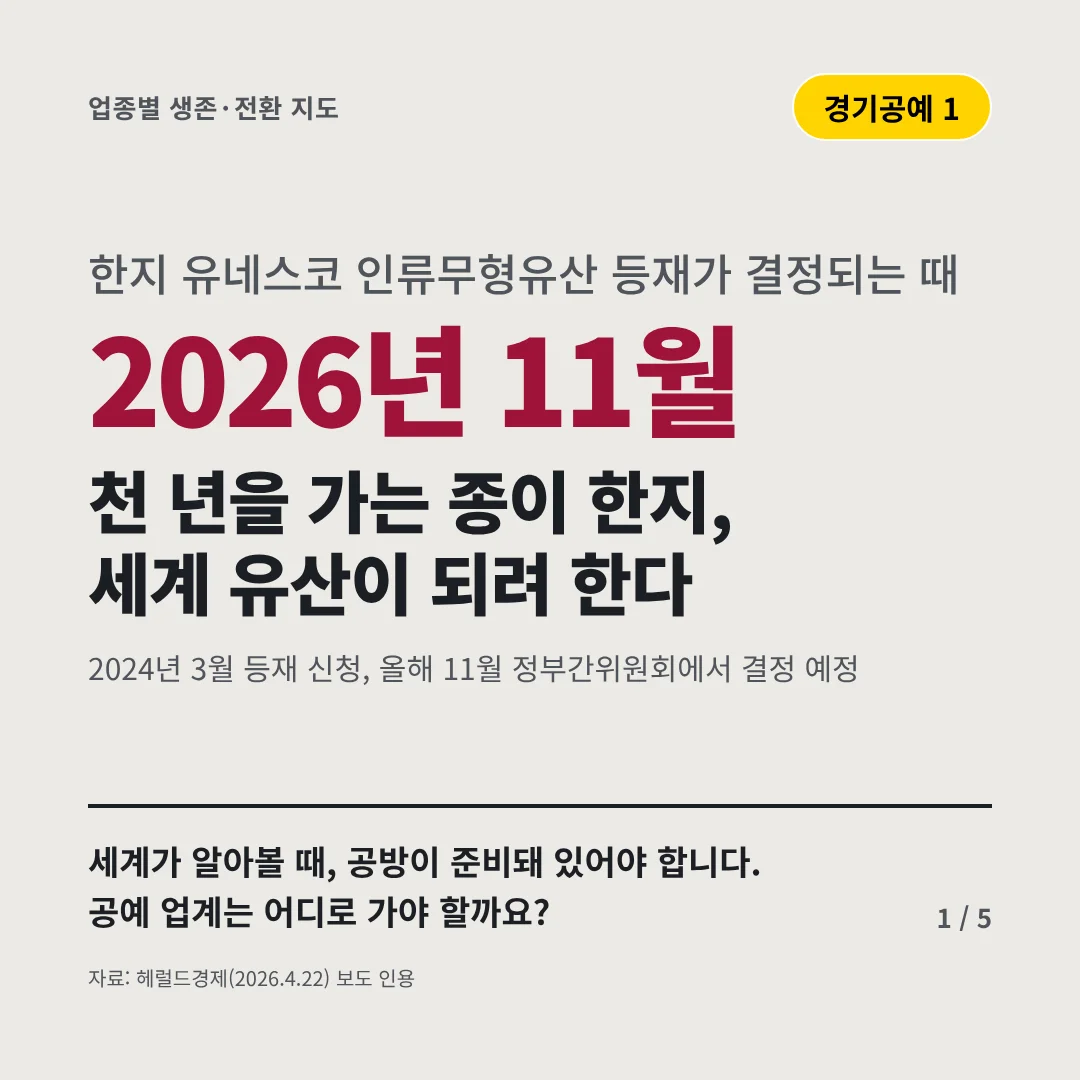 업종별 생존·전환 지도
경기공예 1
한지 유네스코 인류무형유산 등재가 결정되는 때
2026년 11월
천 년을 가는 종이 한지,
세계 유산이 되려 한다
2024년 3월 등재 신청, 올해 11월 정부간위원회에서 결정 예정
세계가 알아볼 때, 공방이 준비돼 있어야 합니다.
공예 업계는 어디로 가야 할까요?
1 / 5
자료: 헤럴드경제(2026.4.22) 보도 인용